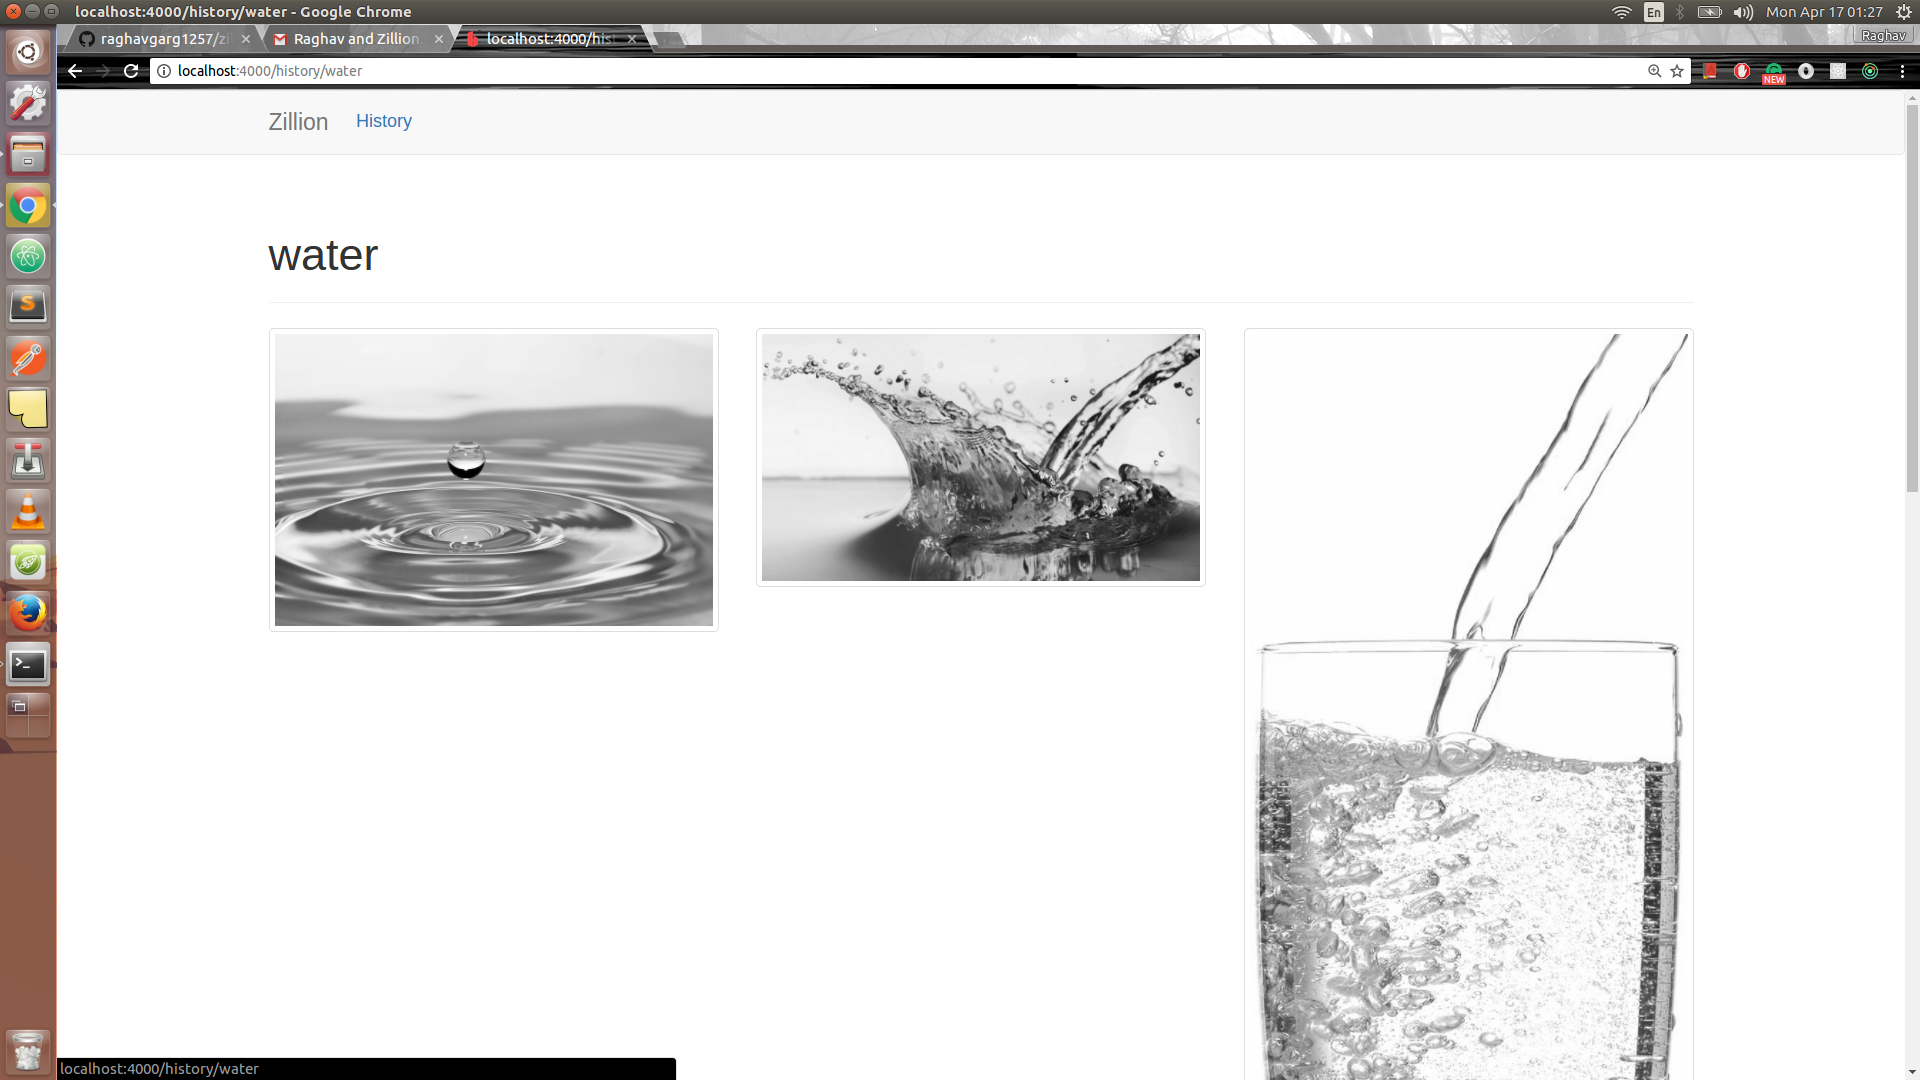 localhost:4000/history/water - Google Chrome
En
Mon Apr 17 01:27
raghavgarg1257/zi
Raghav and Zillion
localhost:4000/his
Raghav
localhost:4000/history/water
NEW
Zillion
History
water
localhost:4000/history/water